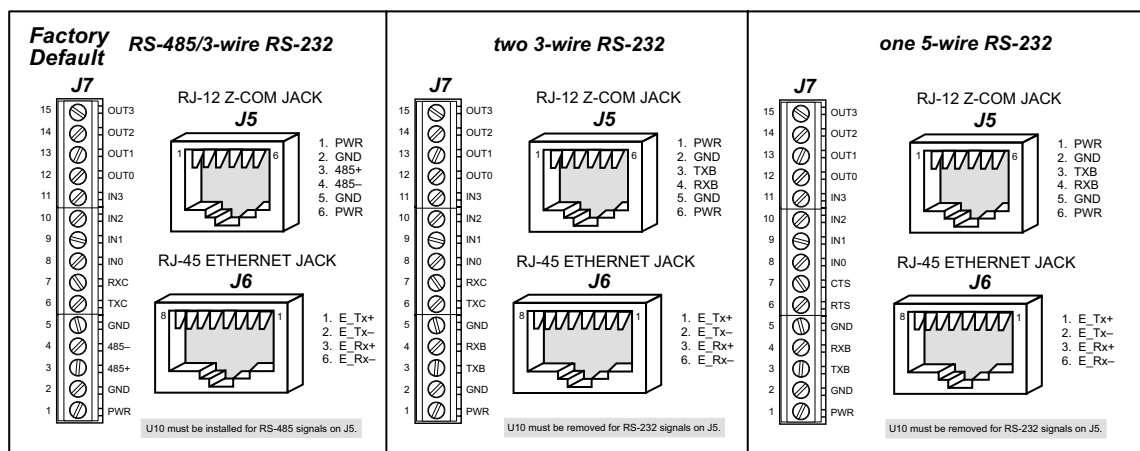 Factory
Default
RS-485/3-wire RS-232
J7
15 OUT3
14 OUT2
13 OUT1
12 OUT0
11 IN3
10 IN2
9 IN1
8 IN0
7 RXC
6 TXC
5 GND
4 485–
3 485+
2 GND
1 PWR
RJ-12 Z-COM JACK
J5
1 6
1. PWR
2. GND
3. 485+
4. 485–
5. GND
6. PWR
RJ-45 ETHERNET JACK
J6
8 1
1. E_Tx+
2. E_Tx–
3. E_Rx+
6. E_Rx–
U10 must be installed for RS-485 signals on J5.
two 3-wire RS-232
J7
15 OUT3
14 OUT2
13 OUT1
12 OUT0
11 IN3
10 IN2
9 IN1
8 IN0
7 RXC
6 TXC
5 GND
4 RXB
3 TXB
2 GND
1 PWR
RJ-12 Z-COM JACK
J5
1 6
1. PWR
2. GND
3. TXB
4. RXB
5. GND
6. PWR
RJ-45 ETHERNET JACK
J6
8 1
1. E_Tx+
2. E_Tx–
3. E_Rx+
6. E_Rx–
U10 must be removed for RS-232 signals on J5.
one 5-wire RS-232
J7
15 OUT3
14 OUT2
13 OUT1
12 OUT0
11 IN3
10 IN2
9 IN1
8 IN0
7 CTS
6 RTS
5 GND
4 RXB
3 TXB
2 GND
1 PWR
RJ-12 Z-COM JACK
J5
1 6
1. PWR
2. GND
3. TXB
4. RXB
5. GND
6. PWR
RJ-45 ETHERNET JACK
J6
8 1
1. E_Tx+
2. E_Tx–
3. E_Rx+
6. E_Rx–
U10 must be removed for RS-232 signals on J5.